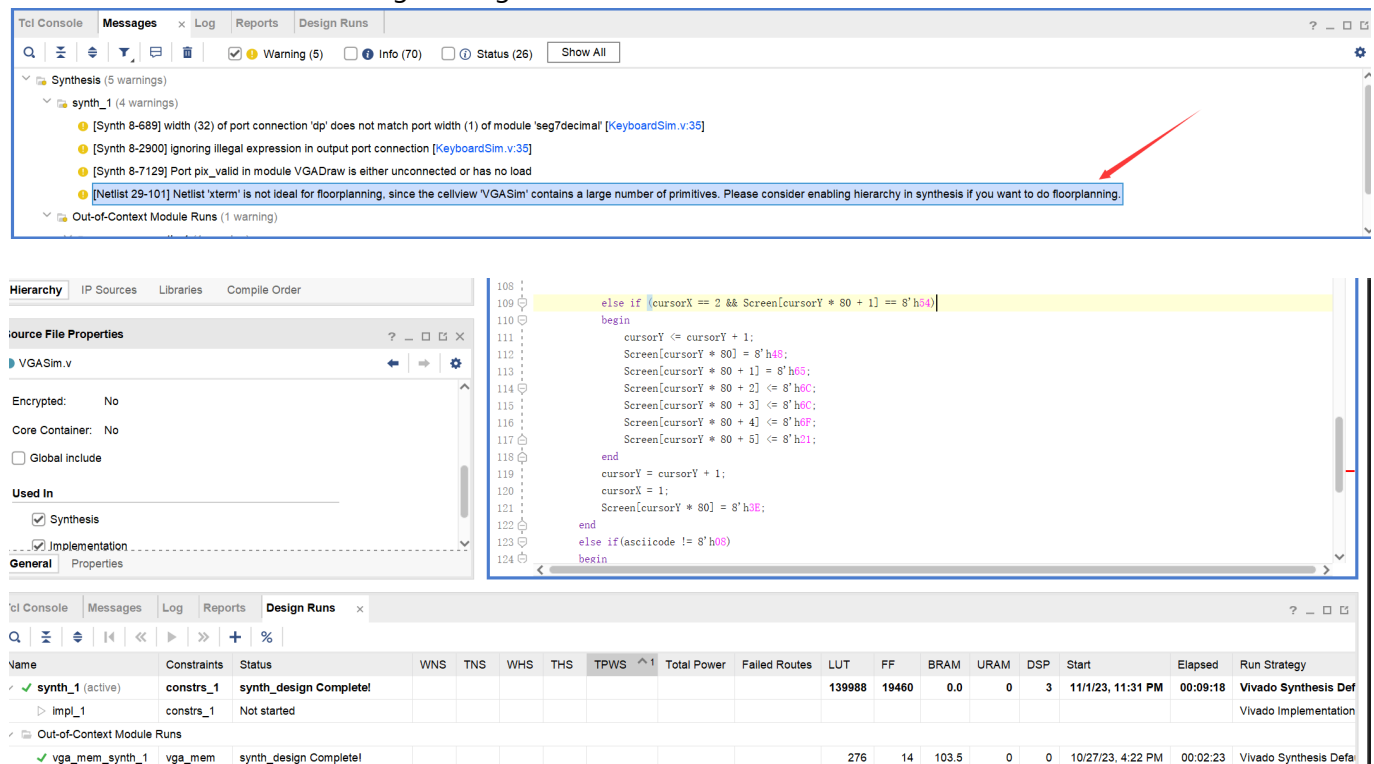 Tcl Console Messages × Log Reports Design Runs ? _
Warning (5) Info (70) Status (26) Show All
Synthesis (5 warnings)
synth_1 (4 warnings)
[Synth 8-689] width (32) of port connection 'dp' does not match port width (1) of module 'seg7decimal' [KeyboardSim.v:35]
[Synth 8-2900] ignoring illegal expression in output port connection [KeyboardSim.v:35]
[Synth 8-7129] Port pix_valid in module VGADraw is either unconnected or has no load
[Netlist 29-101] Netlist 'xterm' is not ideal for floorplanning, since the cellview 'VGASim' contains a large number of primitives. Please consider enabling hierarchy in synthesis if you want to do floorplanning.
Out-of-Context Module Runs (1 warning)
Hierarchy IP Sources Libraries Compile Order
Source File Properties ? _ ×
VGASim.v
Encrypted: No
Core Container: No
Global include
Used In
Synthesis
Implementation
General Properties
108
109 else if (cursorX == 2 && Screen[cursorY * 80 + 1] == 8'h54)
110 begin
111 cursorY <= cursorY + 1;
112 Screen[cursorY * 80] = 8'h48;
113 Screen[cursorY * 80 + 1] = 8'h65;
114 Screen[cursorY * 80 + 2] <= 8'h6C;
115 Screen[cursorY * 80 + 3] <= 8'h6C;
116 Screen[cursorY * 80 + 4] <= 8'h6F;
117 Screen[cursorY * 80 + 5] <= 8'h21;
118 end
119 cursorY = cursorY + 1;
120 cursorX = 1;
121 Screen[cursorY * 80] = 8'h3E;
122 end
123 else if(asciicode != 8'h08)
124 begin
Tcl Console Messages Log Reports Design Runs × ? _
Name Constraints Status WNS TNS WHS THS TPWS ^1 Total Power Failed Routes LUT FF BRAM URAM DSP Start Elapsed Run Strategy
synth_1 (active) constrs_1 synth_design Complete! 139988 19460 0.0 0 3 11/1/23, 11:31 PM 00:09:18 Vivado Synthesis Def
impl_1 constrs_1 Not started Vivado Implementation
Out-of-Context Module Runs
vga_mem_synth_1 vga_mem synth_design Complete! 276 14 103.5 0 0 10/27/23, 4:22 PM 00:02:23 Vivado Synthesis Defa